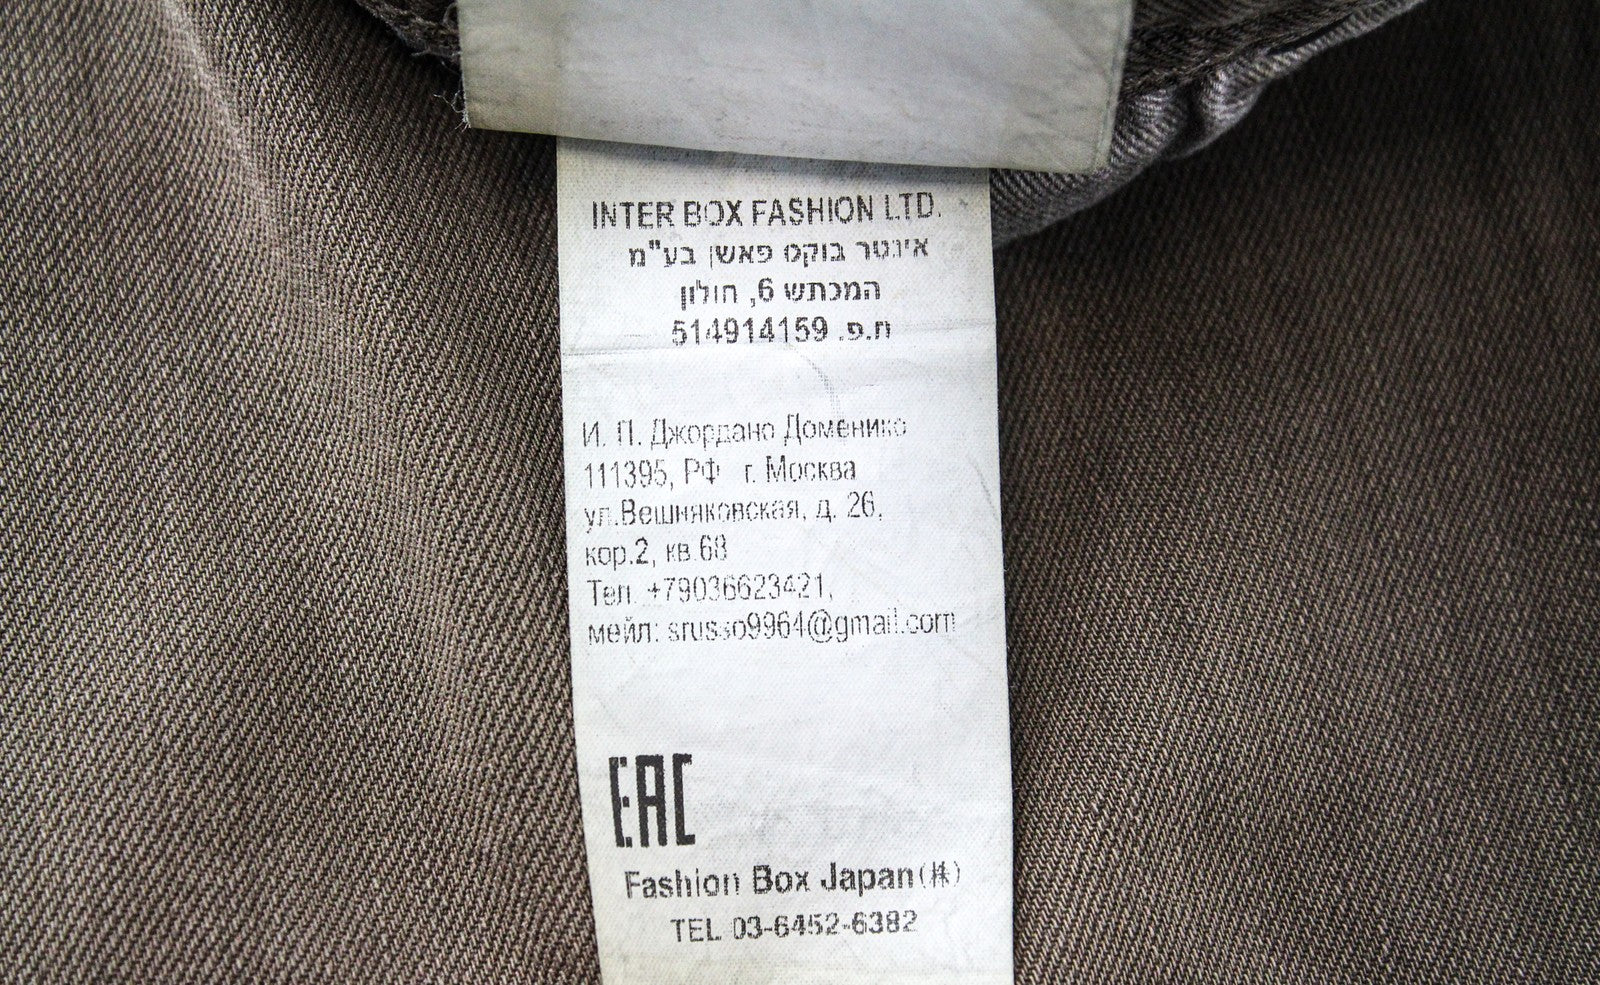 INTER BOX FASHION LTD.
אינטר בוקס פאשן בע"מ
המכתש 6, חולון
ח.פ. 514914159
И. П. Джордано Доменико
111395, РФ г. Москва
ул.Вешняковская, д. 26,
кор.2, кв.68
Тел. +79036623421,
мейл: srusso9964@gmail.com
EAC
Fashion Box Japan(株)
TEL 03-6452-6382